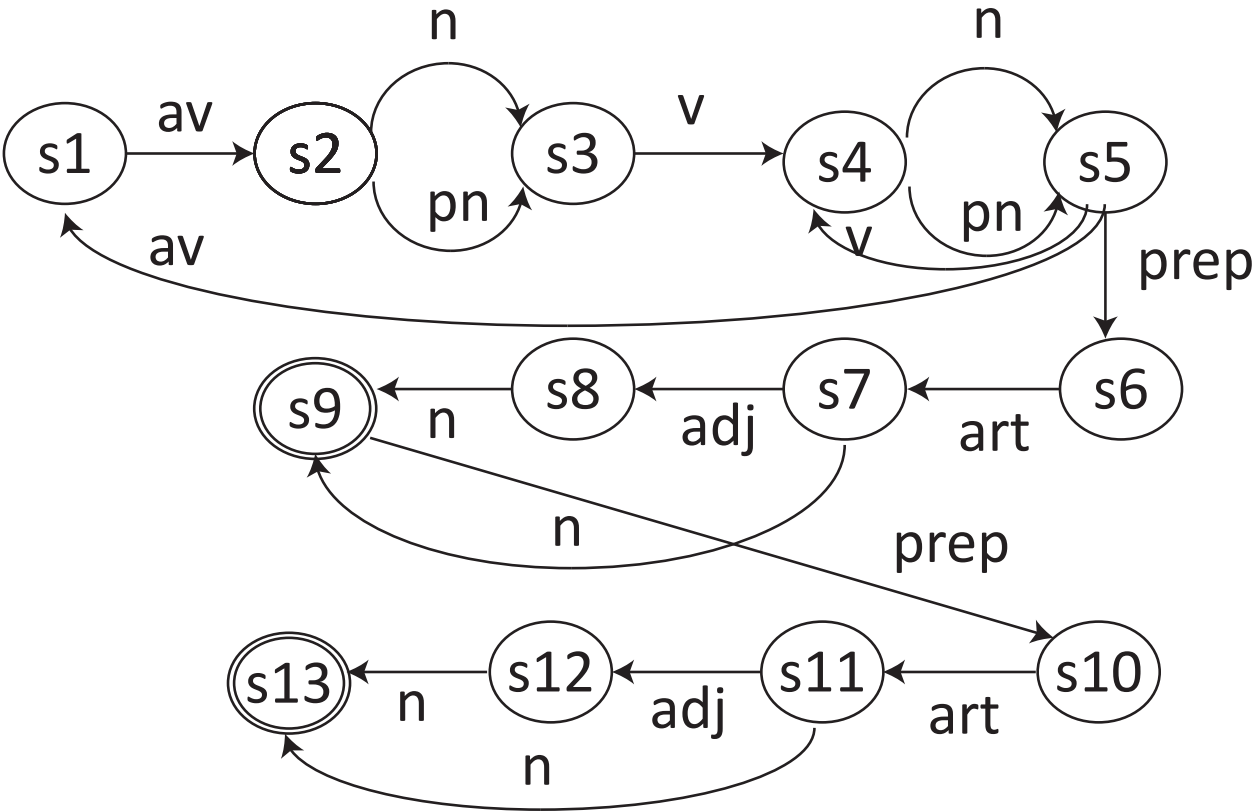 n n
av v
s1 s2 s3 s4 s5
pn pn
av v prep
s9 s8 s7 s6
n adj art
n prep
s13 s12 s11 s10
n adj art
n